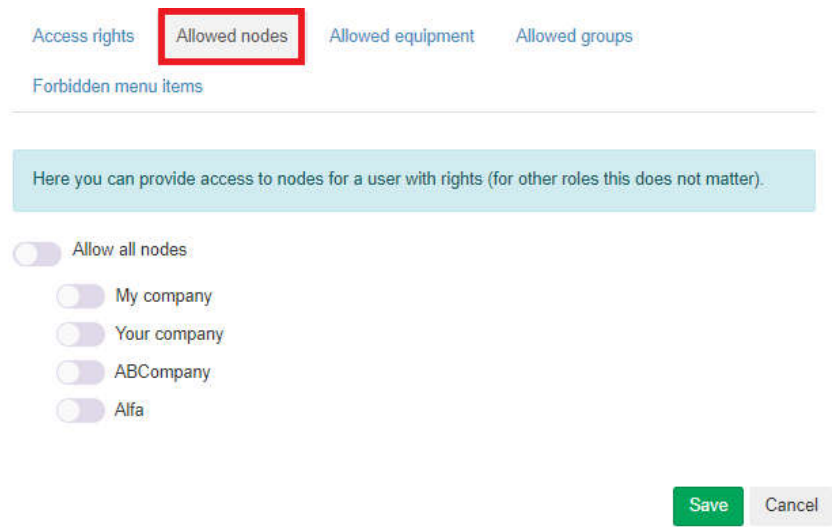 Access rights Allowed nodes Allowed equipment Allowed groups
Forbidden menu items
Here you can provide access to nodes for a user with rights (for other roles this does not matter).
Allow all nodes
My company
Your company
ABCompany
Alfa
Save Cancel